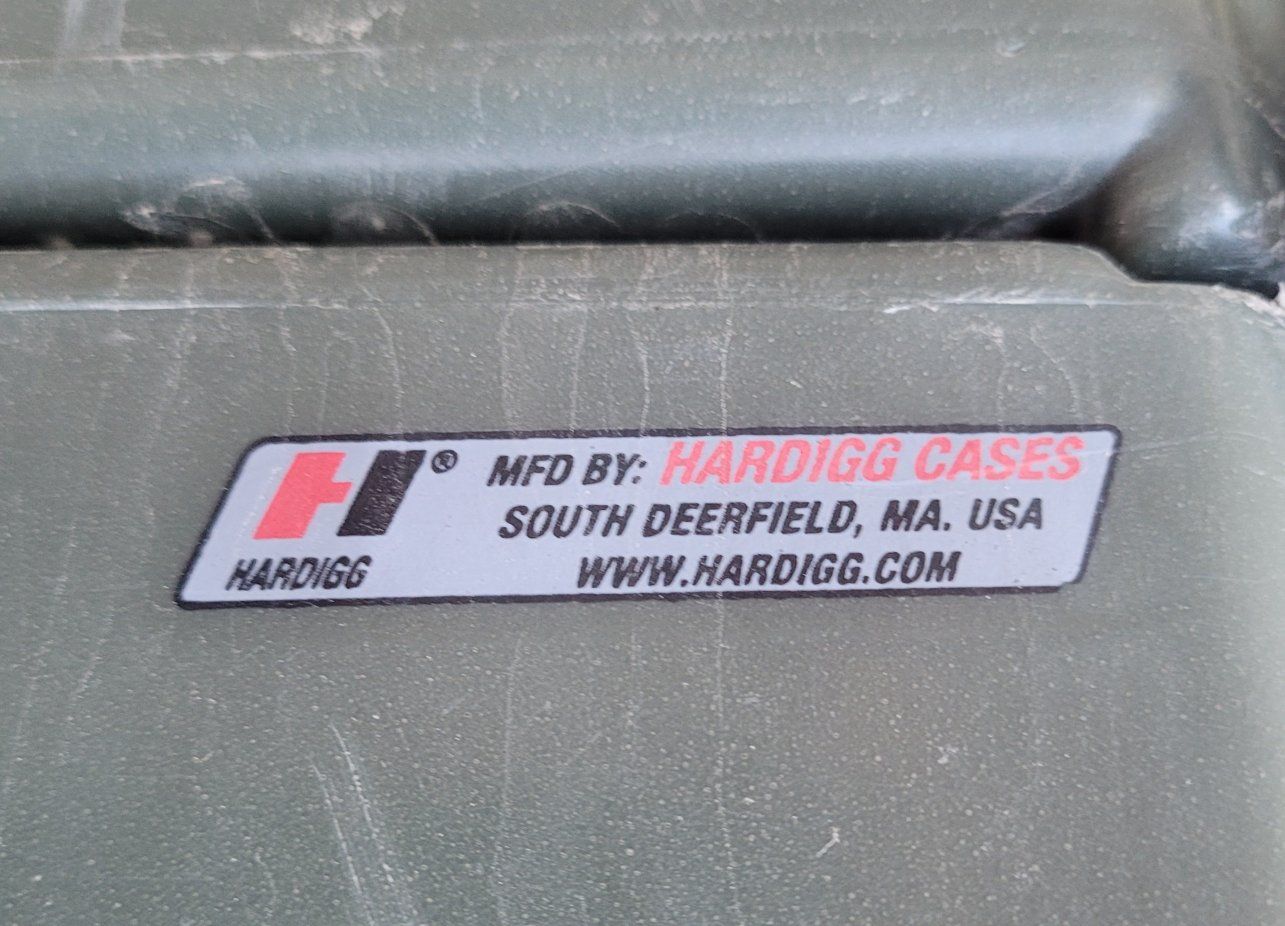 H®
HARDIGG
MFD BY: HARDIGG CASES
SOUTH DEERFIELD, MA. USA
WWW.HARDIGG.COM